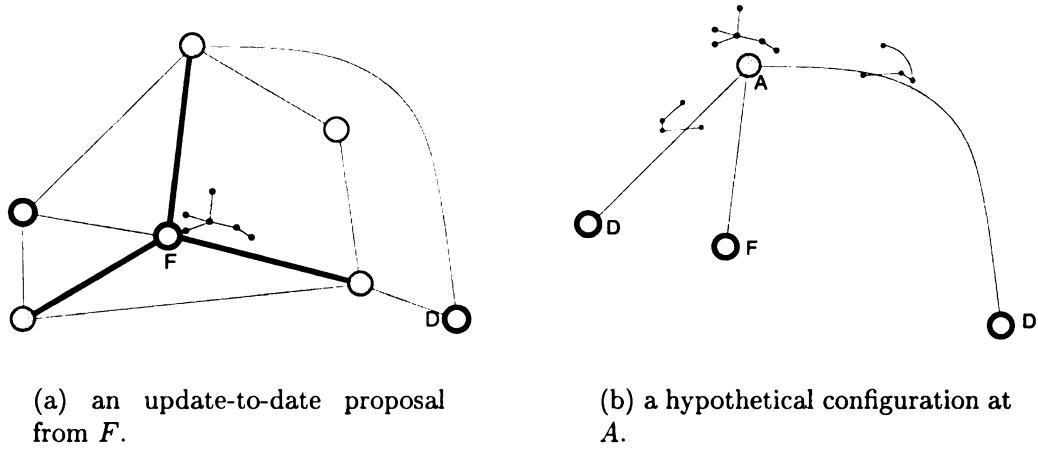 F
D
A
D
F
D
(a) an update-to-date proposal
from F.
(b) a hypothetical configuration at
A.